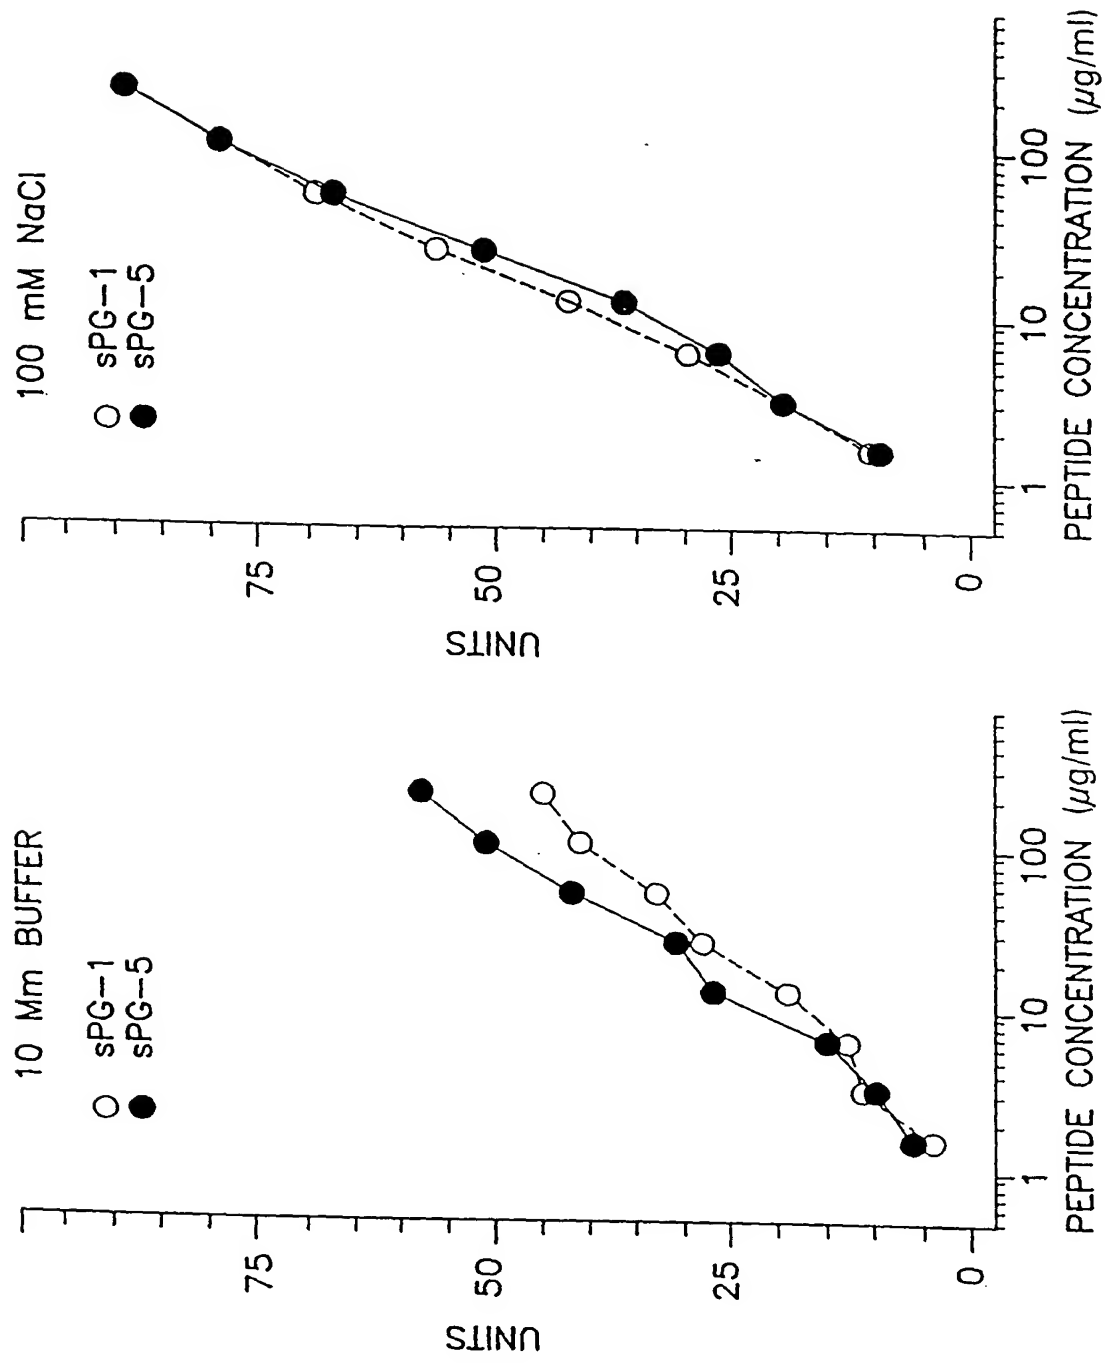 10 Mm BUFFER
sPG-1
sPG-5
UNITS
75
50
25
0
1
10
100
PEPTIDE CONCENTRATION (μg/ml)
100 mM NaCl
sPG-1
sPG-5
UNITS
75
50
25
0
1
10
100
PEPTIDE CONCENTRATION (μg/ml)